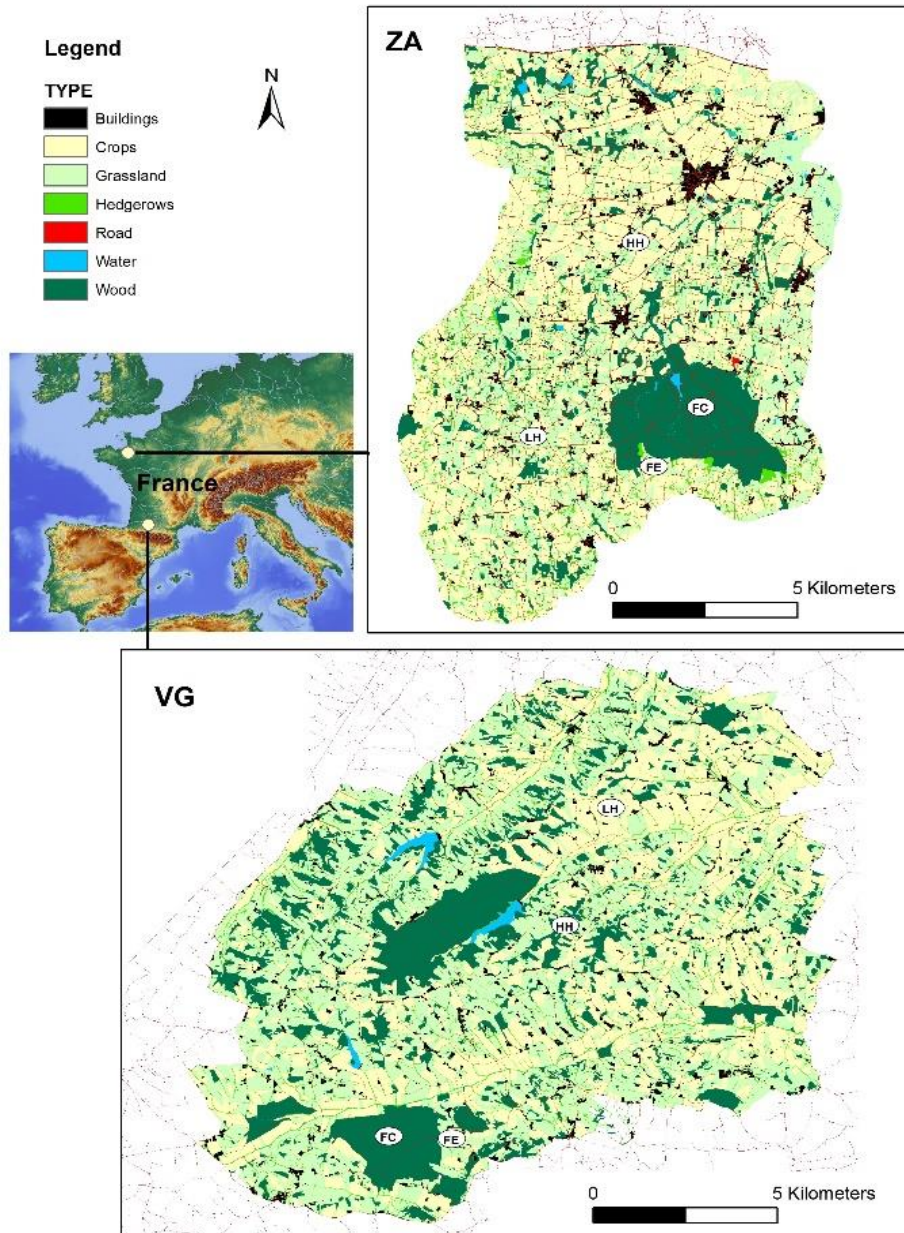 Legend
TYPE
Buildings
Crops
Grassland
Hedgerows
Road
Water
Wood
N
France
ZA
HH
FC
LH
FE
0 5 Kilometers
VG
LH
HH
FC
FE
0 5 Kilometers